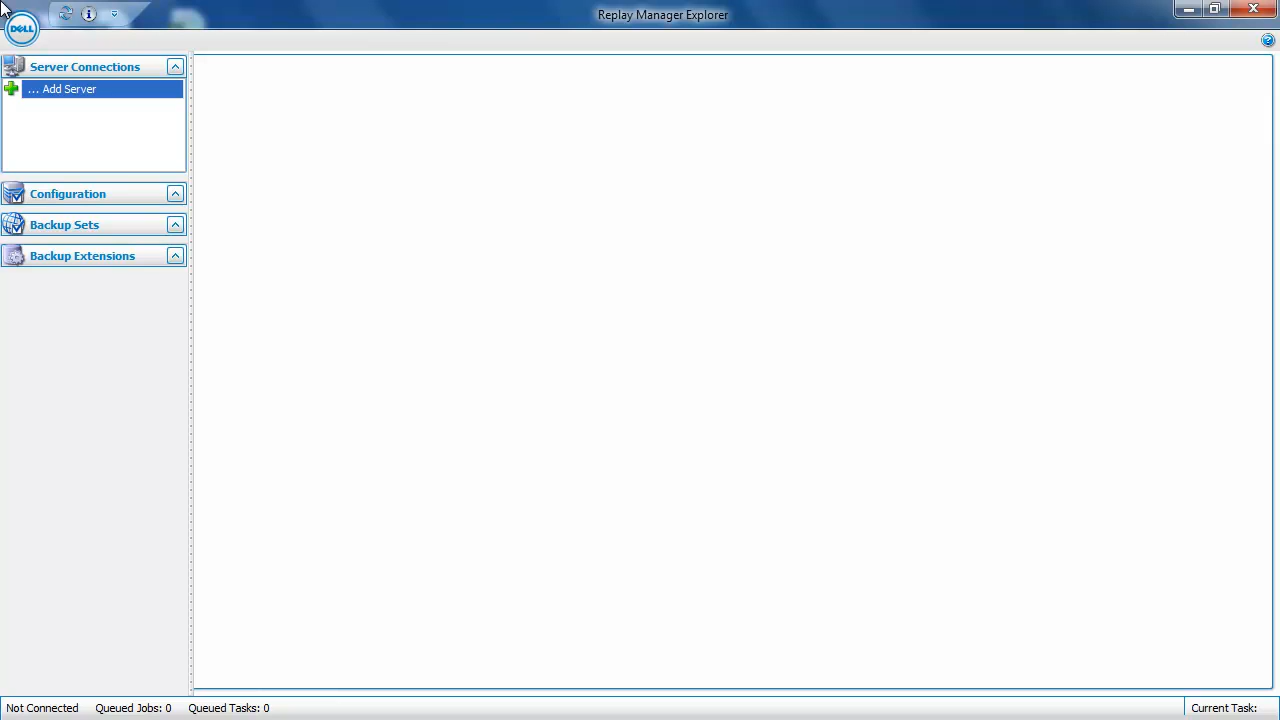 Replay Manager Explorer
DELL
Server Connections
... Add Server
Configuration
Backup Sets
Backup Extensions
Not Connected Queued Jobs: 0 Queued Tasks: 0 Current Task: